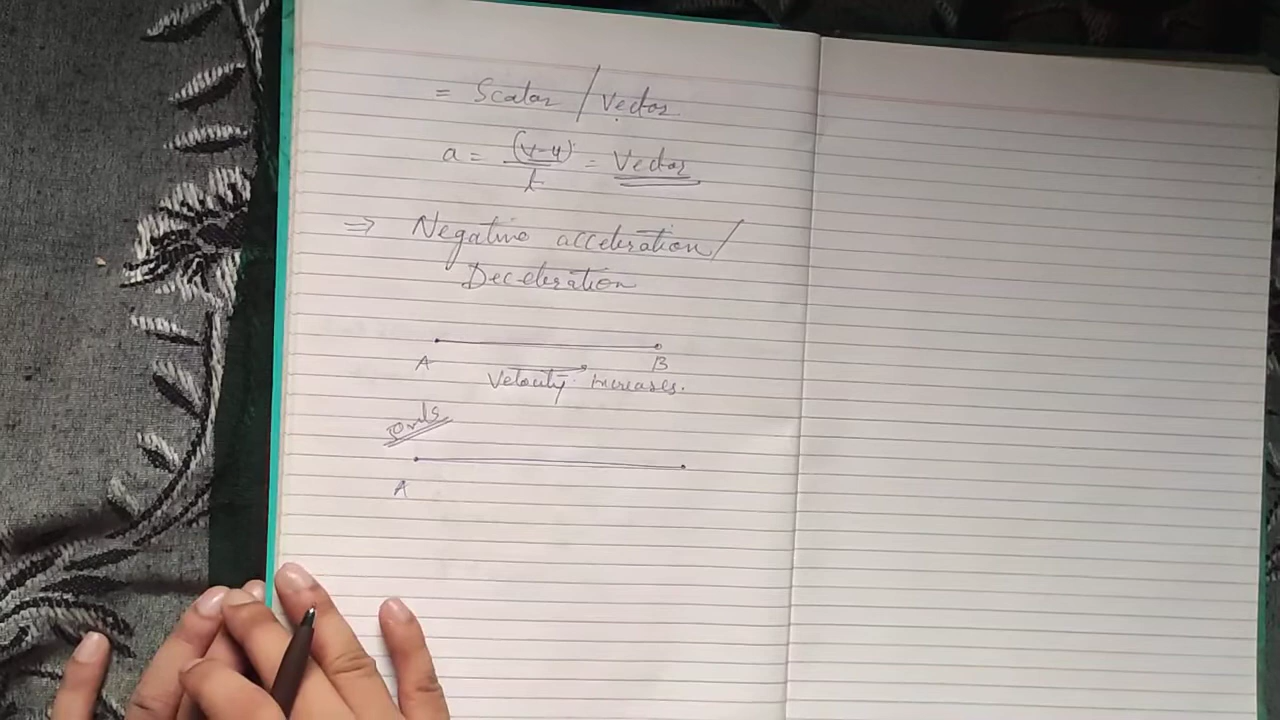 = Scalar / Vector
a = (v-u) / t = Vector
⇒ Negative acceleration /
Deceleration
A B
Velocity increases.
A